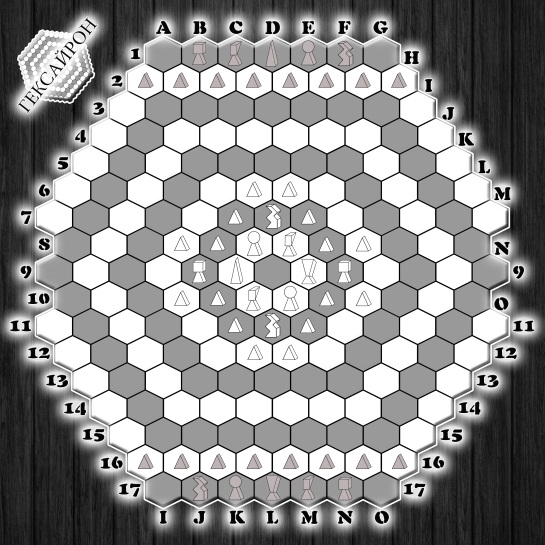 ГЕКСАЙРОН
A B C D E F G
1 H
2 I
3 J
4 K
5 L
6 M
7
8 N
9 9
10 O
11 11
12 12
13 13
14 14
15 15
16 16
17 17
I J K L M N O